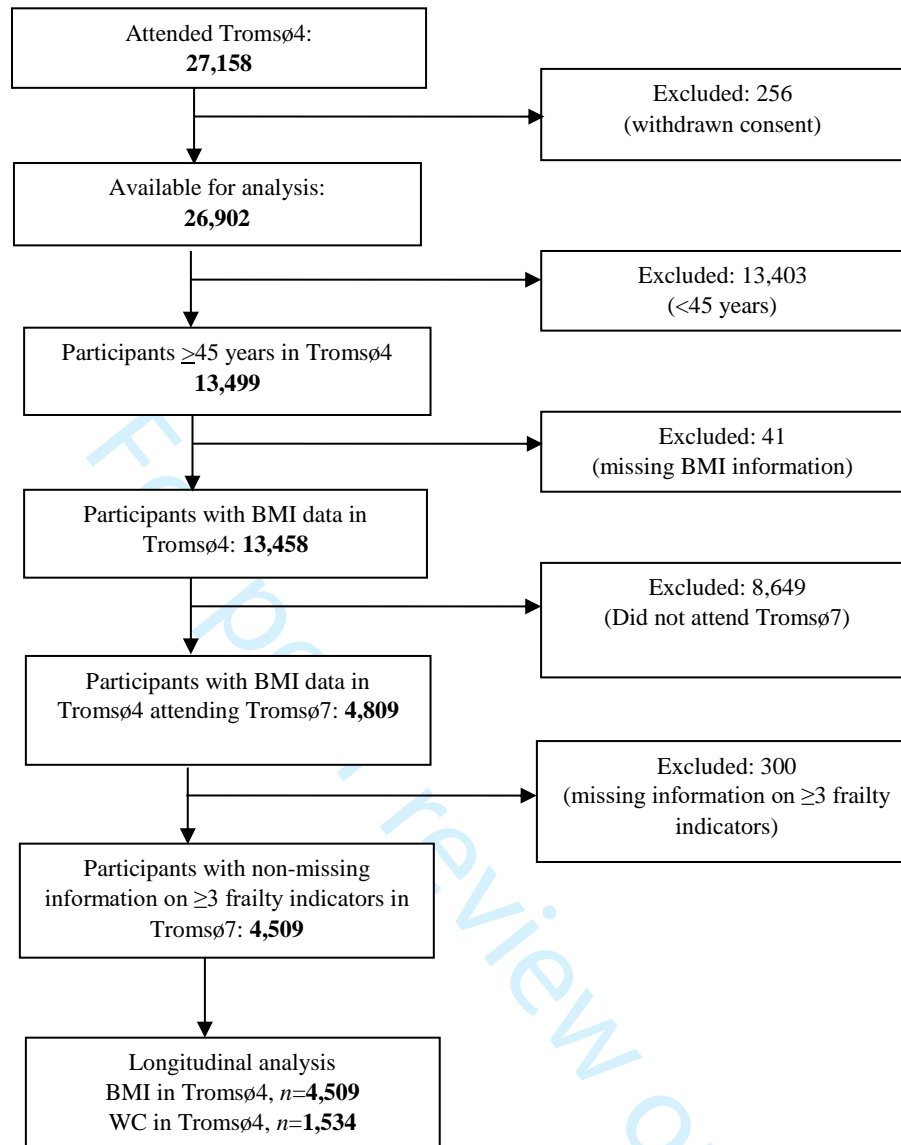 Attended Tromsø4:
27,158
Excluded: 256
(withdrawn consent)
Available for analysis:
26,902
Excluded: 13,403
(<45 years)
Participants ≥45 years in Tromsø4
13,499
Excluded: 41
(missing BMI information)
Participants with BMI data in
Tromsø4: 13,458
Excluded: 8,649
(Did not attend Tromsø7)
Participants with BMI data in
Tromsø4 attending Tromsø7: 4,809
Excluded: 300
(missing information on ≥3 frailty
indicators)
Participants with non-missing
information on ≥3 frailty indicators in
Tromsø7: 4,509
Longitudinal analysis
BMI in Tromsø4, n=4,509
WC in Tromsø4, n=1,534
review